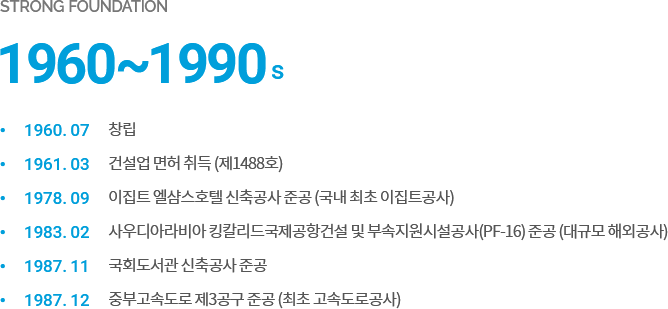 STRONG FOUNDATION
1960~1990s
• 1960. 07 창립
• 1961. 03 건설업 면허 취득 (제1488호)
• 1978. 09 이집트 엘샴스호텔 신축공사 준공 (국내 최초 이집트공사)
• 1983. 02 사우디아라비아 킹칼리드국제공항건설 및 부속지원시설공사(PF-16) 준공 (대규모 해외공사)
• 1987. 11 국회도서관 신축공사 준공
• 1987. 12 중부고속도로 제3공구 준공 (최초 고속도로공사)